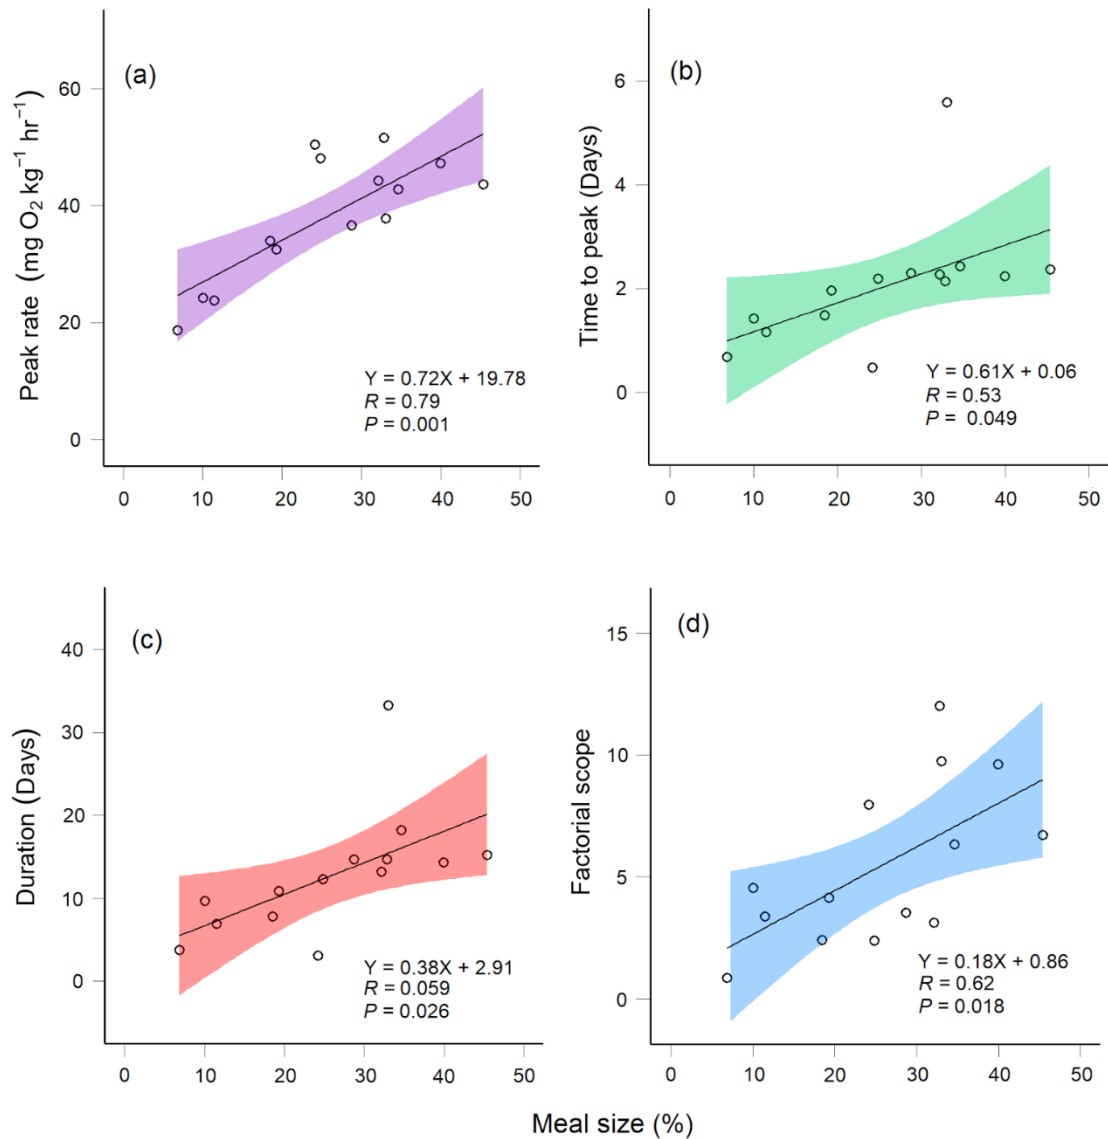 (a)
Peak rate (mg O₂ kg⁻¹ hr⁻¹)
60
40
20
0
Y = 0.72X + 19.78
R = 0.79
P = 0.001
0 10 20 30 40 50
(b)
Time to peak (Days)
6
4
2
0
Y = 0.61X + 0.06
R = 0.53
P = 0.049
0 10 20 30 40 50
(c)
Duration (Days)
40
30
20
10
0
Y = 0.38X + 2.91
R = 0.059
P = 0.026
0 10 20 30 40 50
(d)
Factorial scope
15
10
5
0
Y = 0.18X + 0.86
R = 0.62
P = 0.018
0 10 20 30 40 50
Meal size (%)